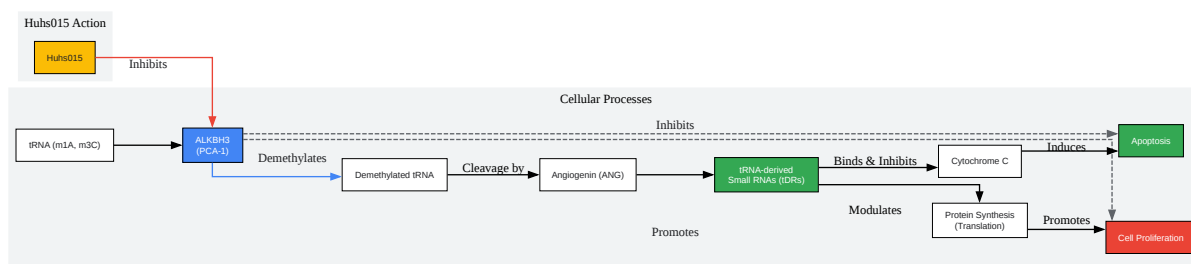 Huhs015 Action
Huhs015
Inhibits
Cellular Processes
tRNA (m1A, m3C)
ALKBH3
(PCA-1)
Inhibits
Apoptosis
Demethylates
Demethylated tRNA
Cleavage by
Angiogenin (ANG)
tRNA-derived
Small RNAs (tDRs)
Binds & Inhibits
Cytochrome C
Induces
Modulates
Protein Synthesis
(Translation)
Promotes
Cell Proliferation
Promotes